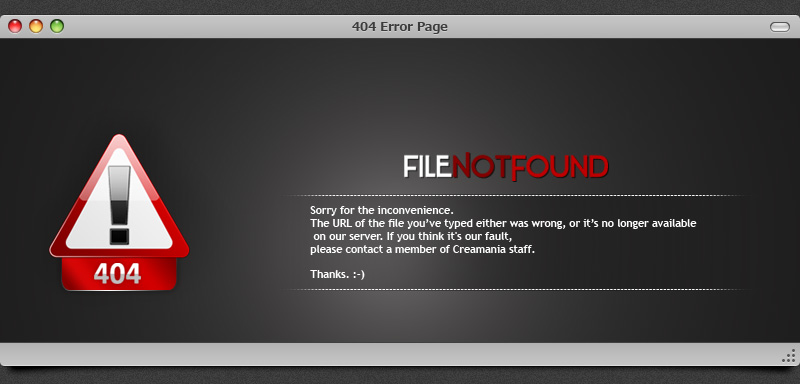 404 Error Page
FILENOTFOUND
Sorry for the inconvenience.
The URL of the file you've typed either was wrong, or it’s no longer available
on our server. If you think it's our fault,
please contact a member of Creamania staff.
Thanks. :-)
404